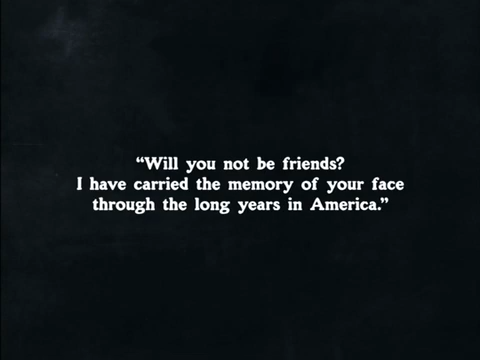 “Will you not be friends?
I have carried the memory of your face
through the long years in America.”